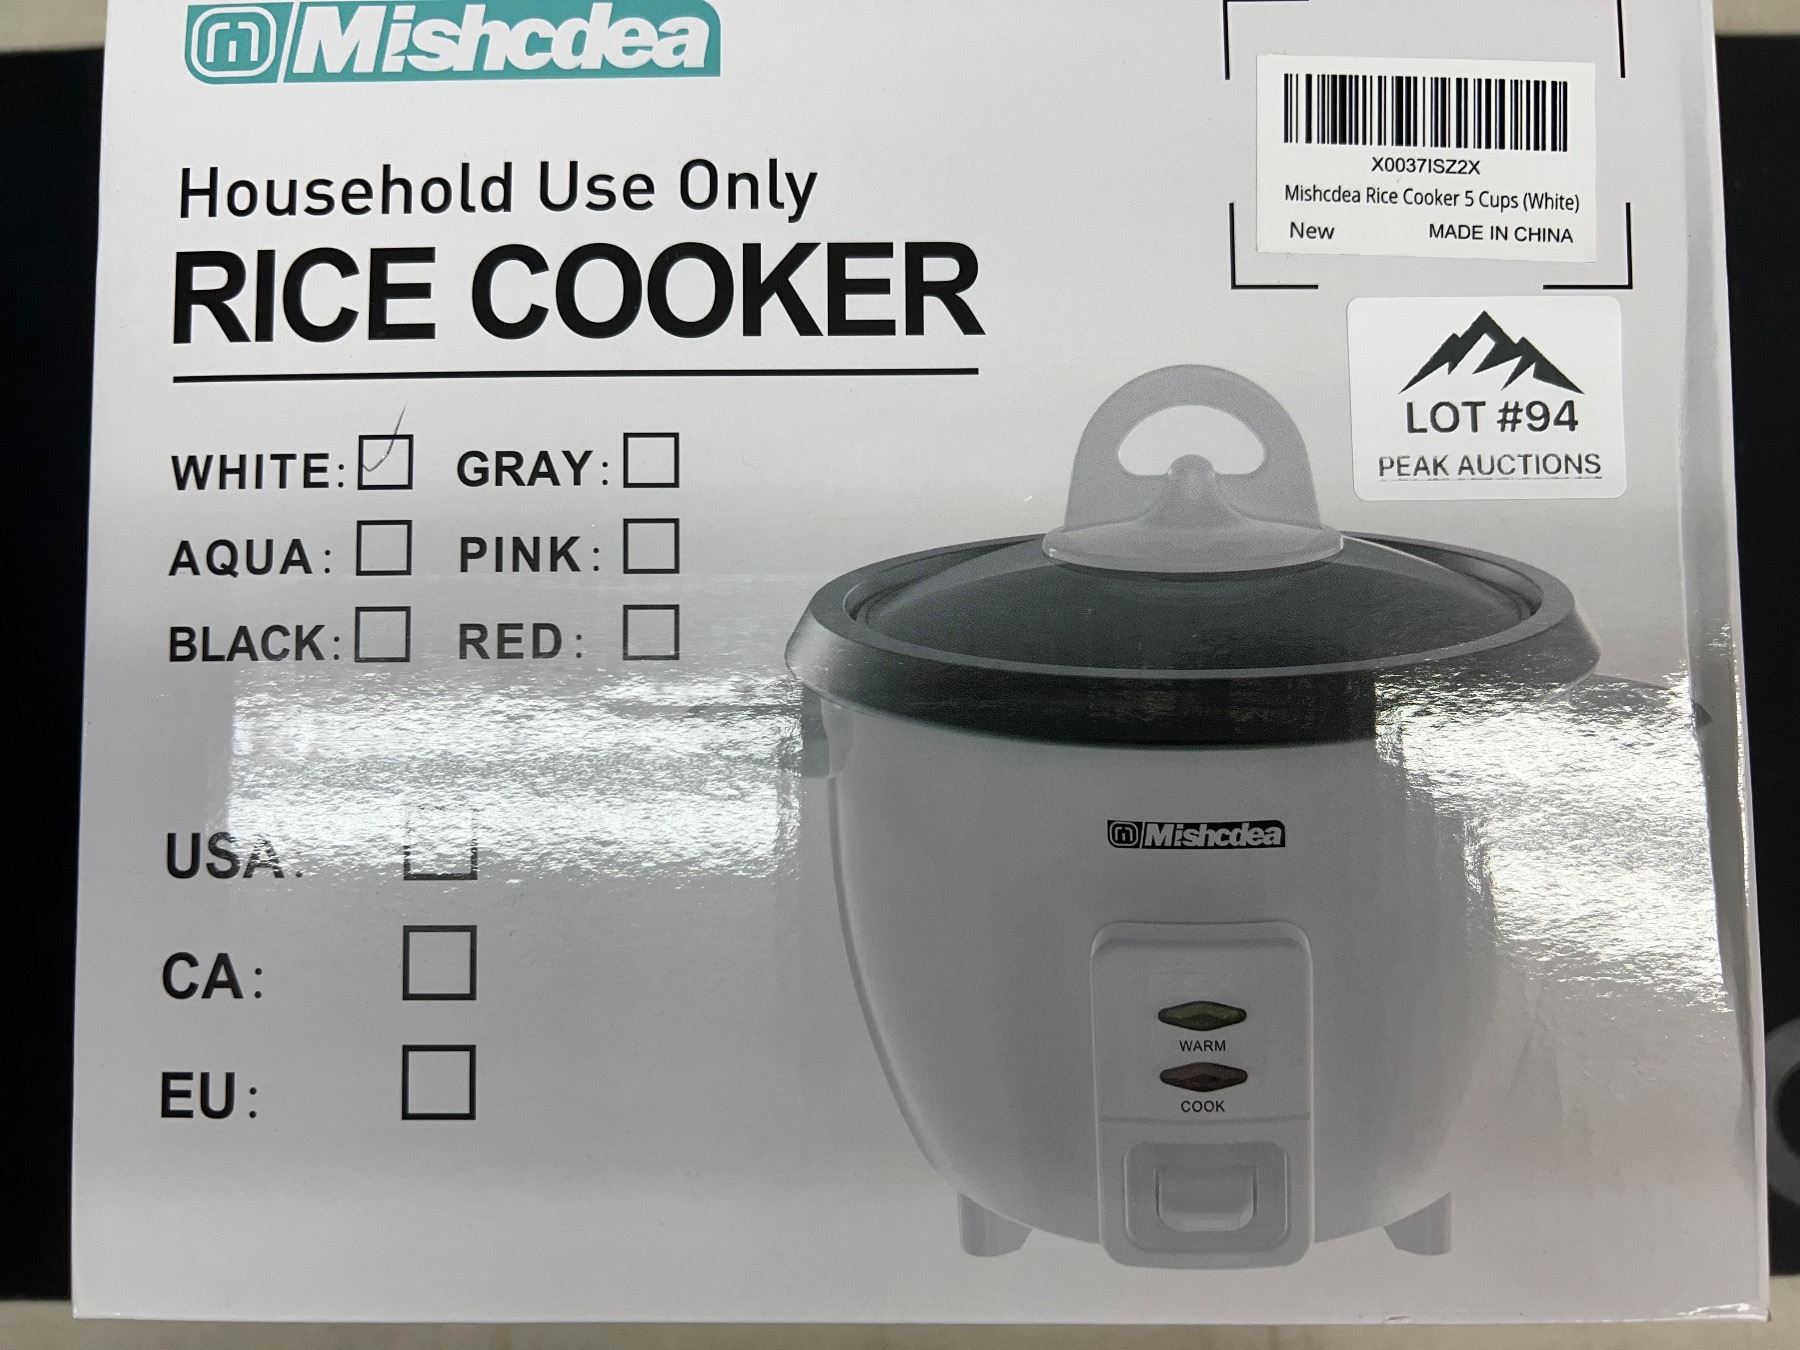 Mishcdea
X0037ISZ2X
Mishcdea Rice Cooker 5 Cups (White)
New MADE IN CHINA
Household Use Only
RICE COOKER
LOT #94
PEAK AUCTIONS
WHITE: GRAY:
AQUA: PINK:
BLACK: RED:
USA:
CA:
EU:
Mishcdea
WARM
COOK